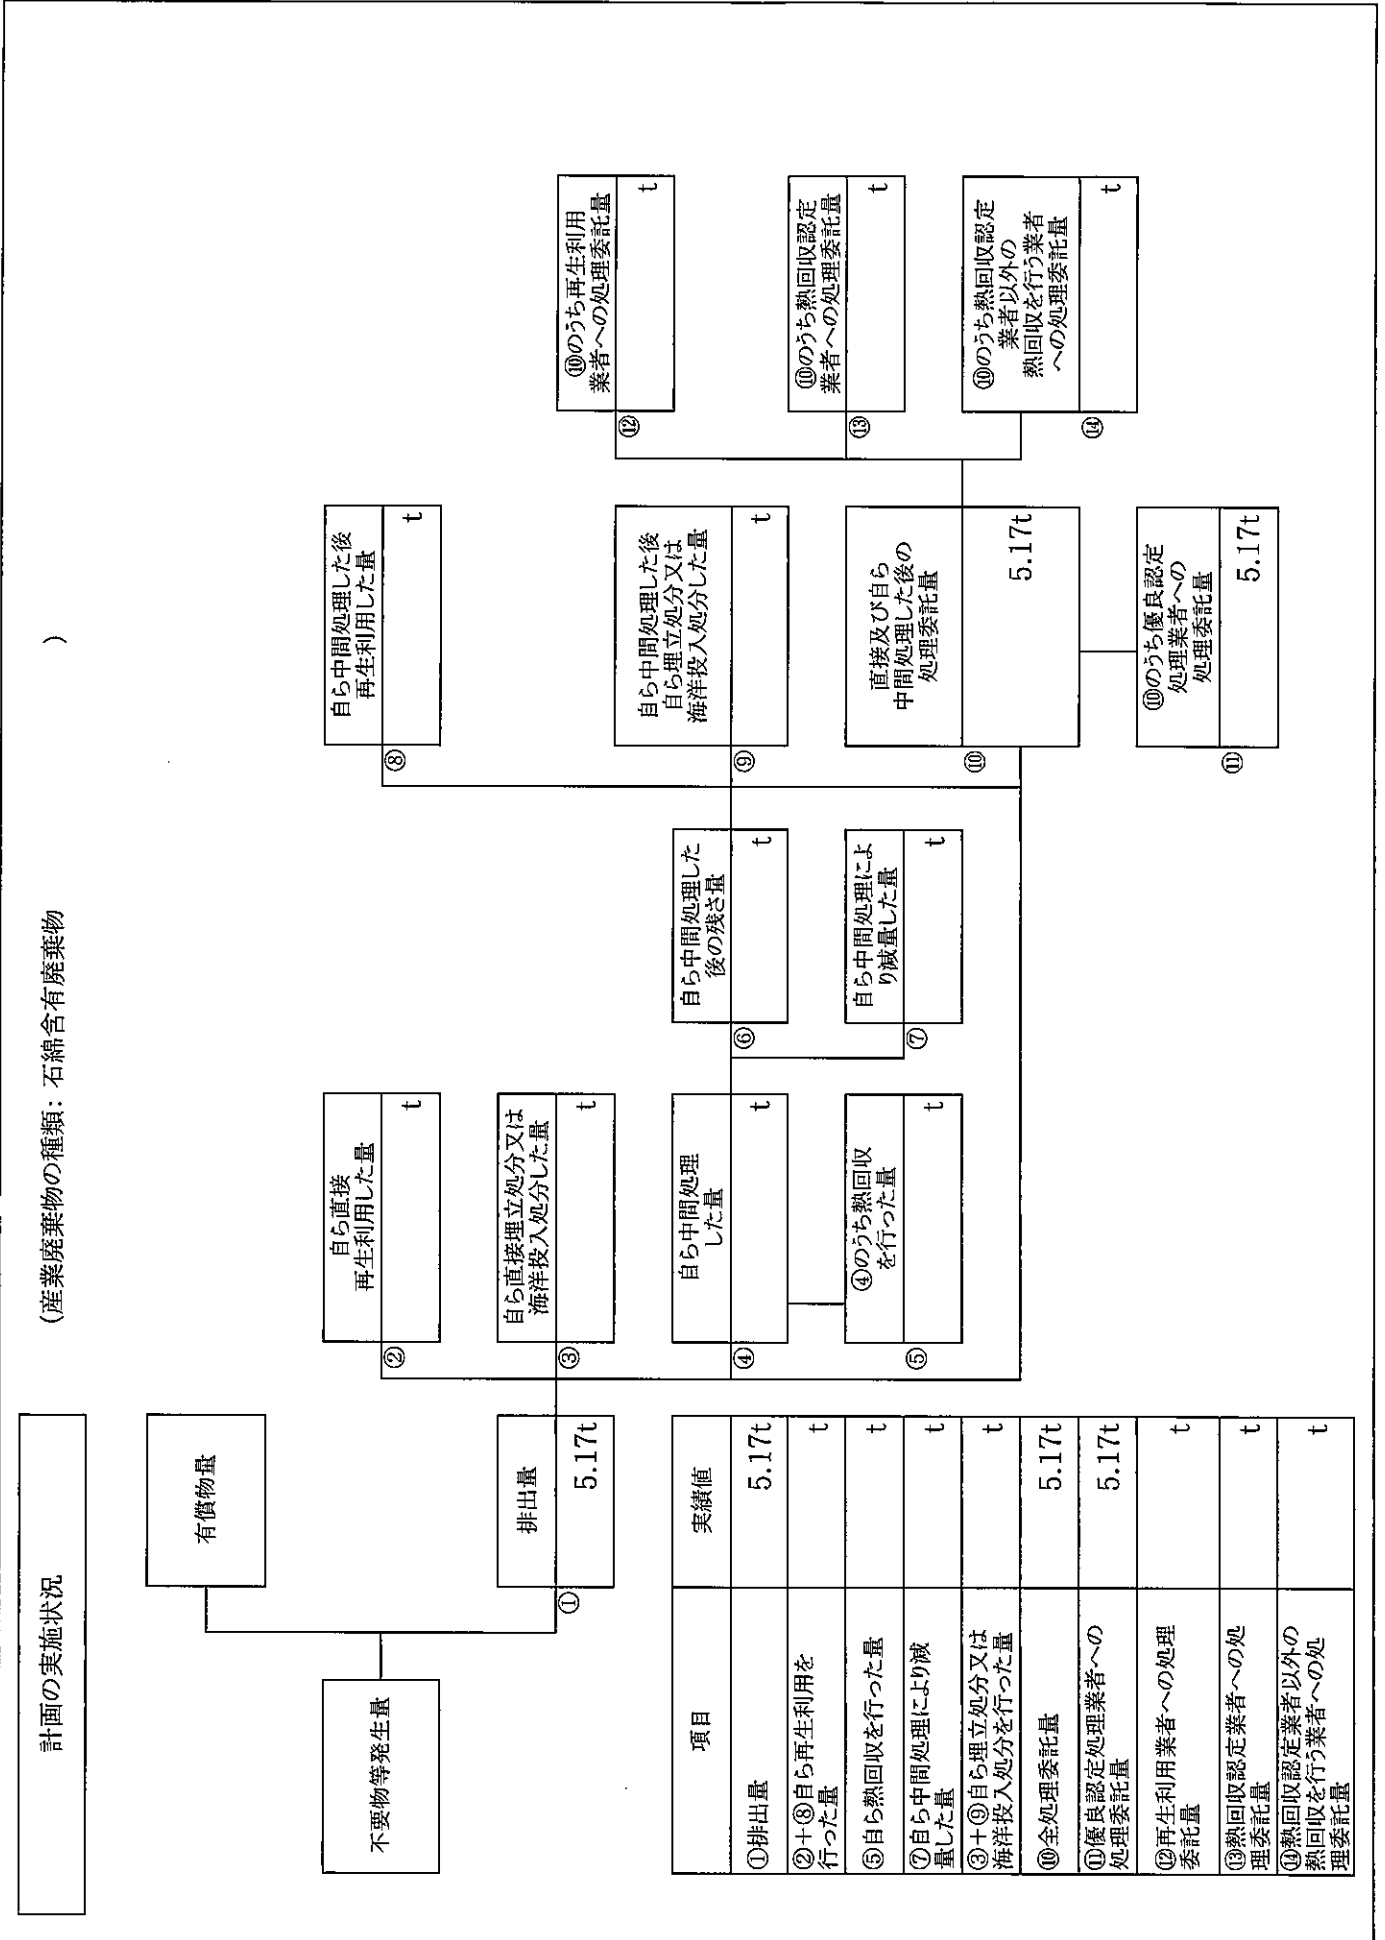 計画の実施状況
(産業廃棄物の種類：石綿含有廃棄物
)
不要物等発生量
有償物量
①
排出量
5.17t
②
自ら直接
再生利用した量
t
③
自ら直接埋立処分又は
海洋投入処分した量
t
④
自ら中間処理
した量
t
⑤
④のうち熱回収
を行った量
t
⑥
自ら中間処理した
後の残さ量
t
⑦
自ら中間処理によ
り減量した量
t
⑧
自ら中間処理した後
再生利用した量
t
⑨
自ら中間処理した後
自ら埋立処分又は
海洋投入処分した量
t
⑩
直接及び自ら
中間処理した後の
処理委託量
5.17t
⑪
⑩のうち優良認定
処理業者への
処理委託量
5.17t
⑫
⑩のうち再生利用
業者への処理委託量
t
⑬
⑩のうち熱回収認定
業者への処理委託量
t
⑭
⑩のうち熱回収認定
業者以外の
熱回収を行う業者
への処理委託量
t
項目
実績値
①排出量
5.17t
②＋⑧自ら再生利用を
行った量
t
⑤自ら熱回収を行った量
t
⑦自ら中間処理により減
量した量
t
③＋⑨自ら埋立処分又は
海洋投入処分を行った量
t
⑩全処理委託量
5.17t
⑪優良認定処理業者への
処理委託量
5.17t
⑫再生利用業者への処理
委託量
t
⑬熱回収認定業者への処
理委託量
t
⑭熱回収認定業者以外の
熱回収を行う業者への処
理委託量
t